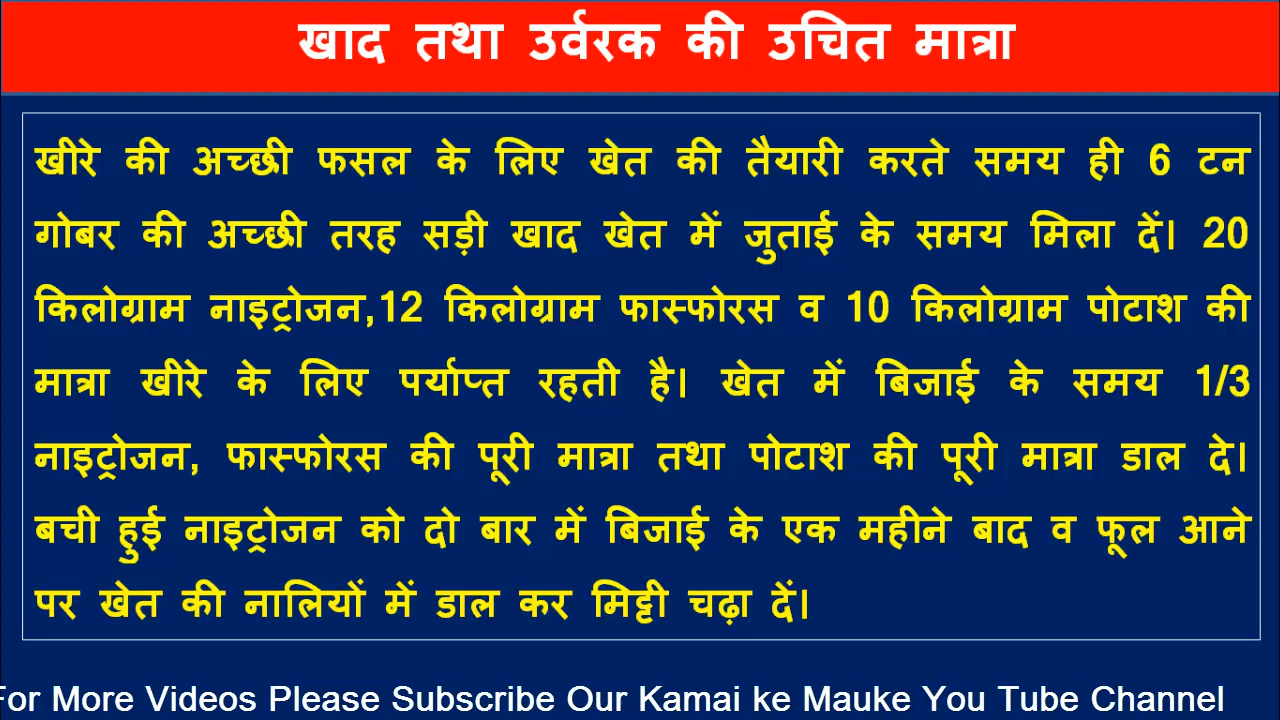 खाद तथा उर्वरक की उचित मात्रा
खीरे की अच्छी फसल के लिए खेत की तैयारी करते समय ही 6 टन
गोबर की अच्छी तरह सड़ी खाद खेत में जुताई के समय मिला दें। 20
किलोग्राम नाइट्रोजन,12 किलोग्राम फास्फोरस व 10 किलोग्राम पोटाश की
मात्रा खीरे के लिए पर्याप्त रहती है। खेत में बिजाई के समय 1/3
नाइट्रोजन, फास्फोरस की पूरी मात्रा तथा पोटाश की पूरी मात्रा डाल दे।
बची हुई नाइट्रोजन को दो बार में बिजाई के एक महीने बाद व फूल आने
पर खेत की नालियों में डाल कर मिट्टी चढ़ा दें।
For More Videos Please Subscribe Our Kamai ke Mauke You Tube Channel